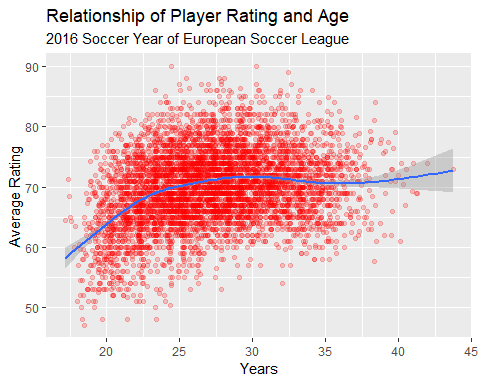 Relationship of Player Rating and Age
2016 Soccer Year of European Soccer League
90
80
70
60
50
Average Rating
20 25 30 35 40 45
Years